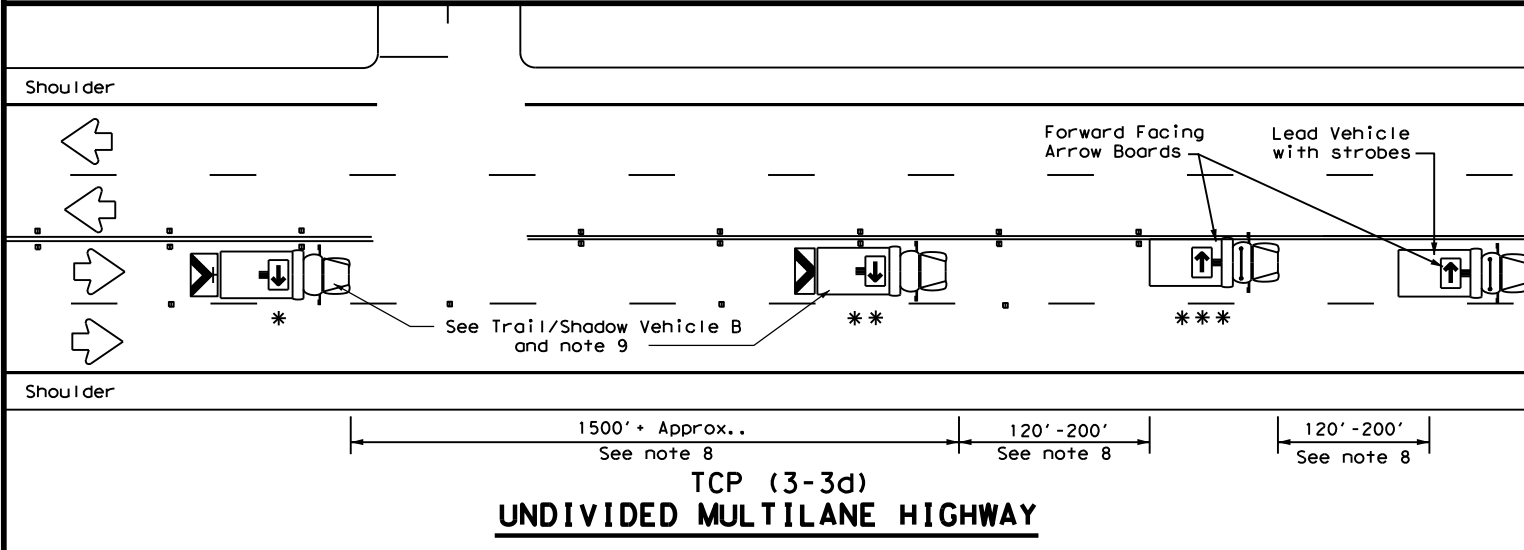 Shoulder
Forward Facing
Arrow Boards
Lead Vehicle
with strobes
*
See Trail/Shadow Vehicle B
and note 9
**
***
Shoulder
1500'+ Approx..
See note 8
120'-200'
See note 8
120'-200'
See note 8
TCP (3-3d)
UNDIVIDED MULTILANE HIGHWAY